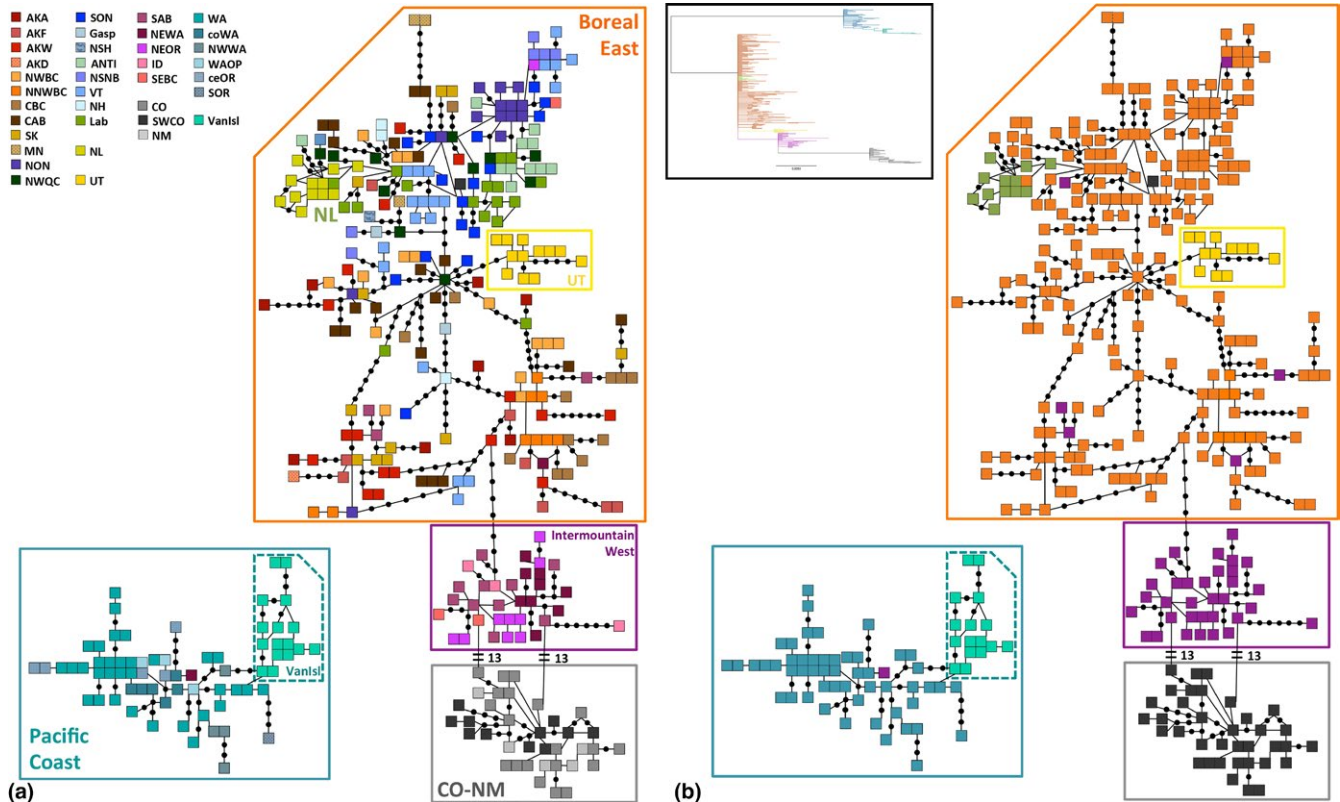 AKA
AKF
AKW
AKD
NWBC
NNWBC
CBC
CAB
SK
MN
NON
NWQC
SON
Gasp
NSH
ANTI
NSNB
VT
NH
Lab
NL
UT
SAB
NEWA
NEOR
ID
SEBC
WA
coWA
NWWA
WAOP
ceOR
SOR
CO
SWCO
NM
VanIsl
Boreal
East
NL
UT
Intermountain
West
13
13
VanIsl
Pacific
Coast
CO-NM
(a)
13
13
(b)